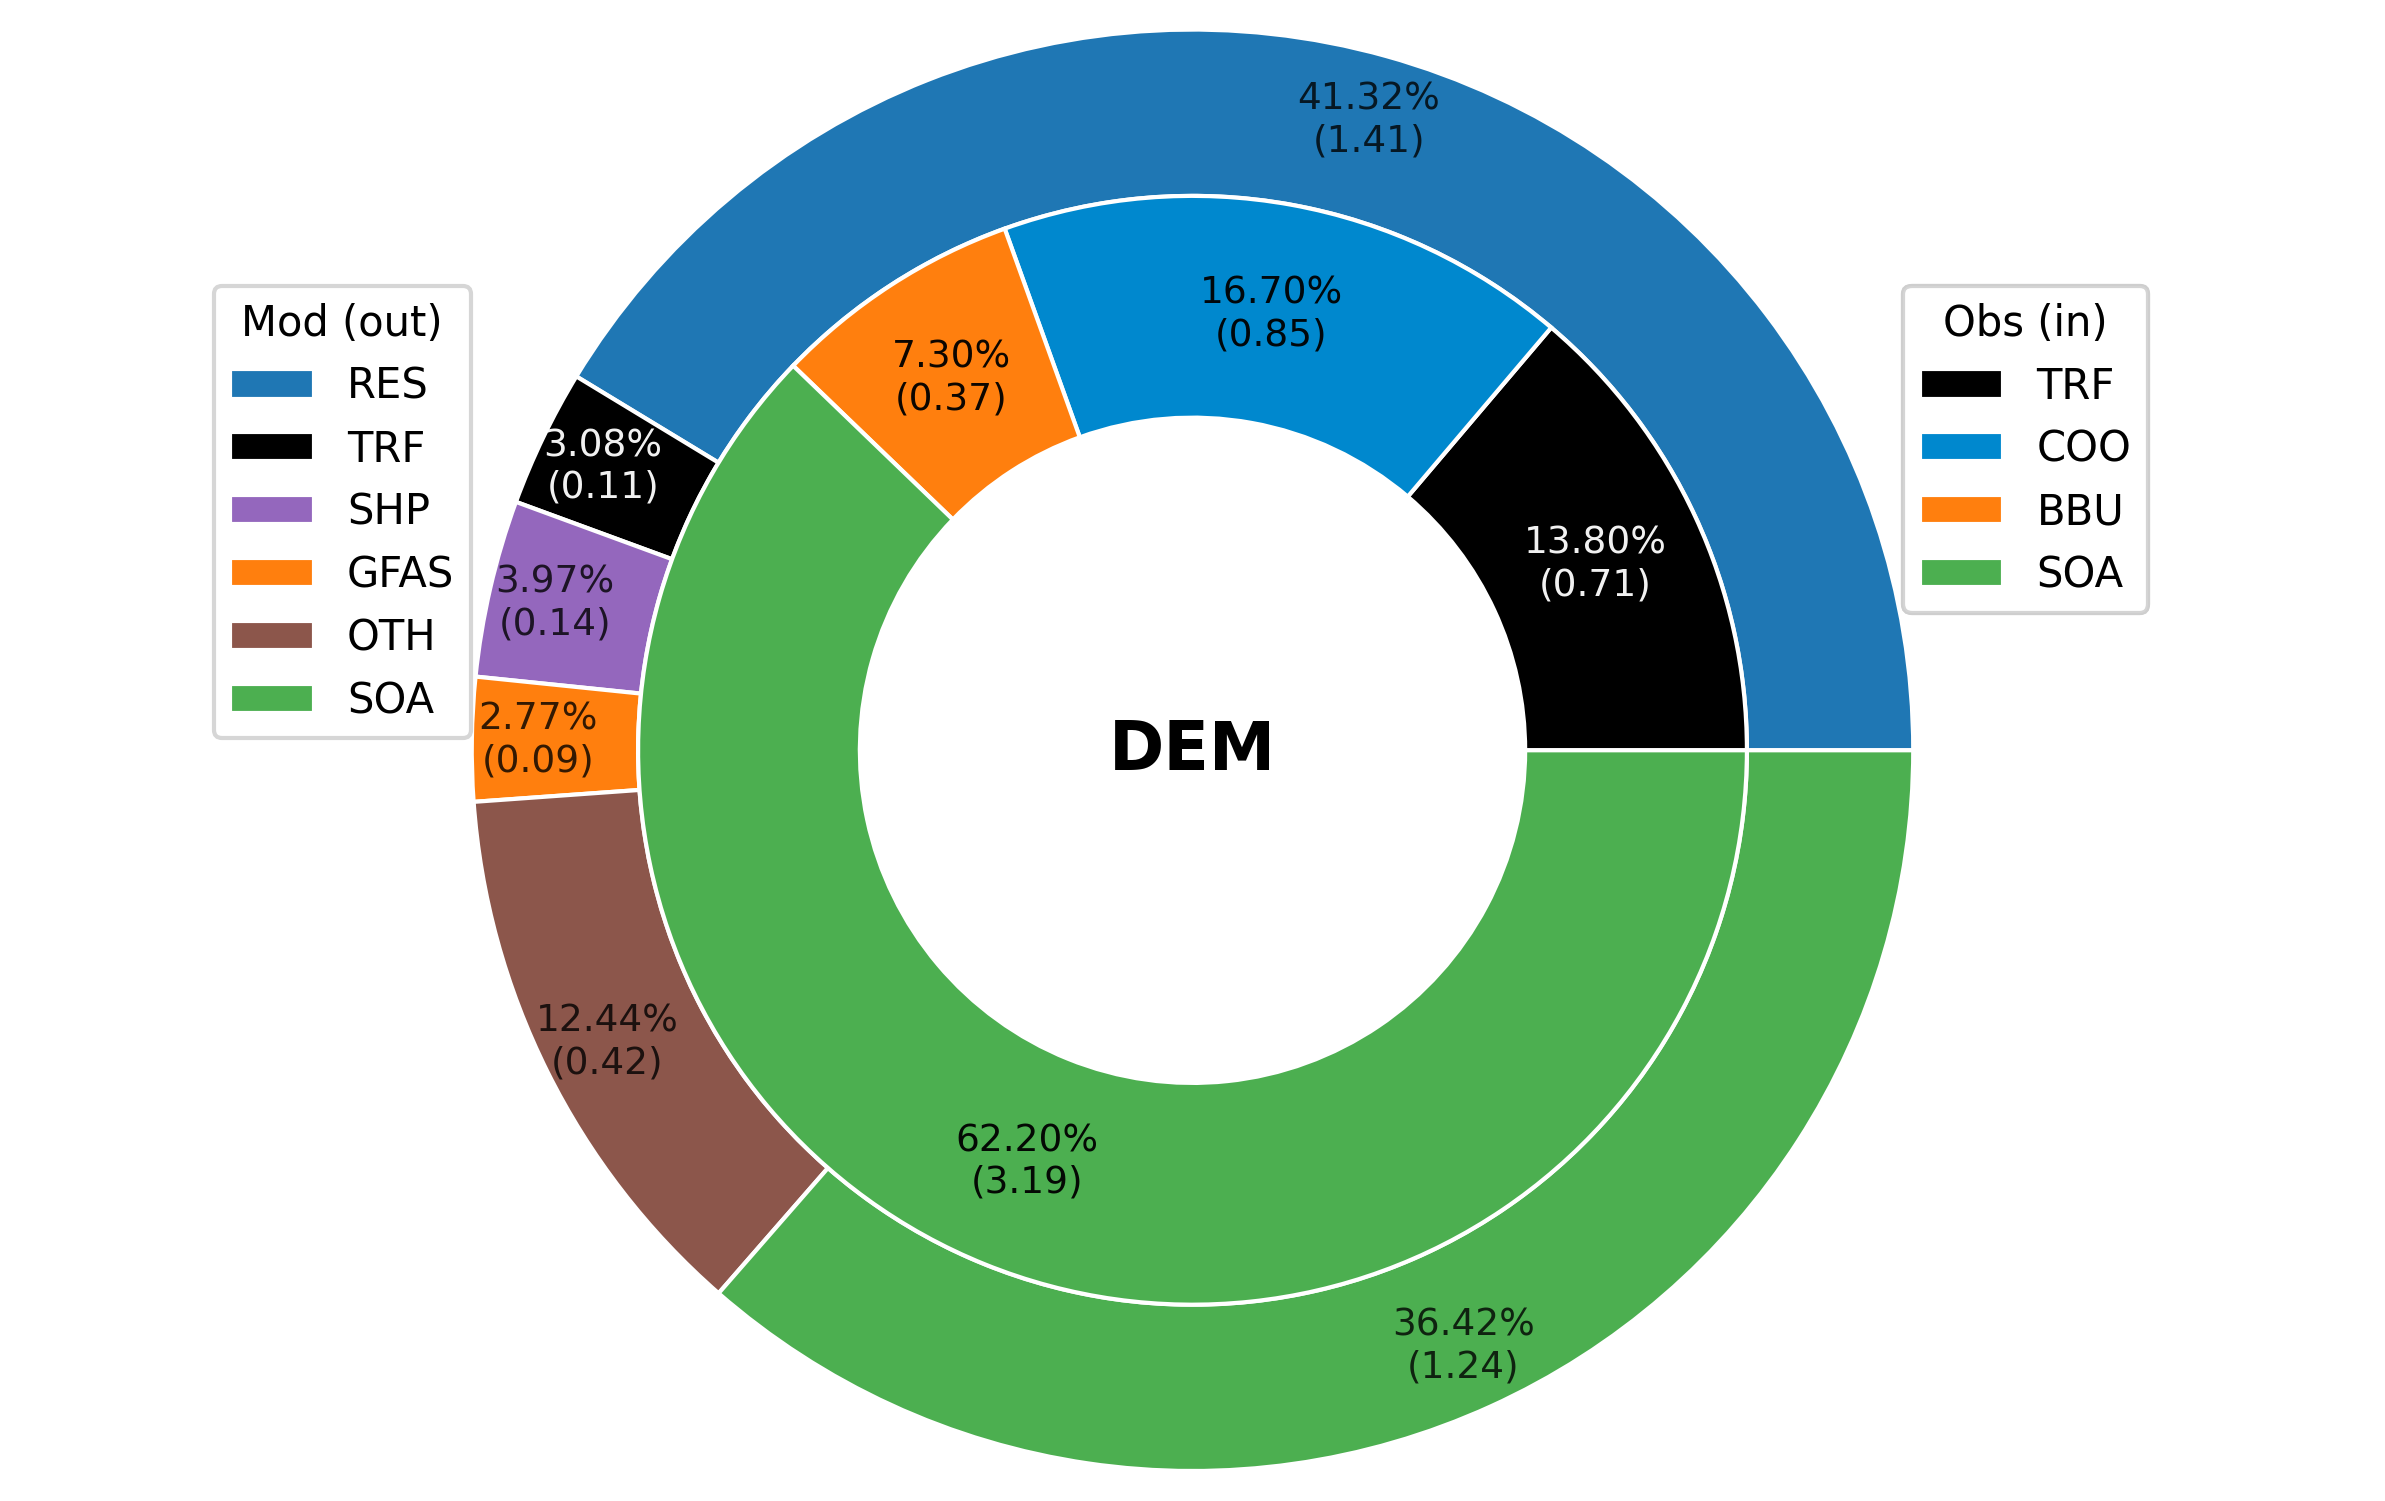 41.32%
(1.41)
16.70%
(0.85)
7.30%
(0.37)
13.80%
(0.71)
3.08%
(0.11)
3.97%
(0.14)
2.77%
(0.09)
12.44%
(0.42)
62.20%
(3.19)
36.42%
(1.24)
DEM
Mod (out)
RES
TRF
SHP
GFAS
OTH
SOA
Obs (in)
TRF
COO
BBU
SOA